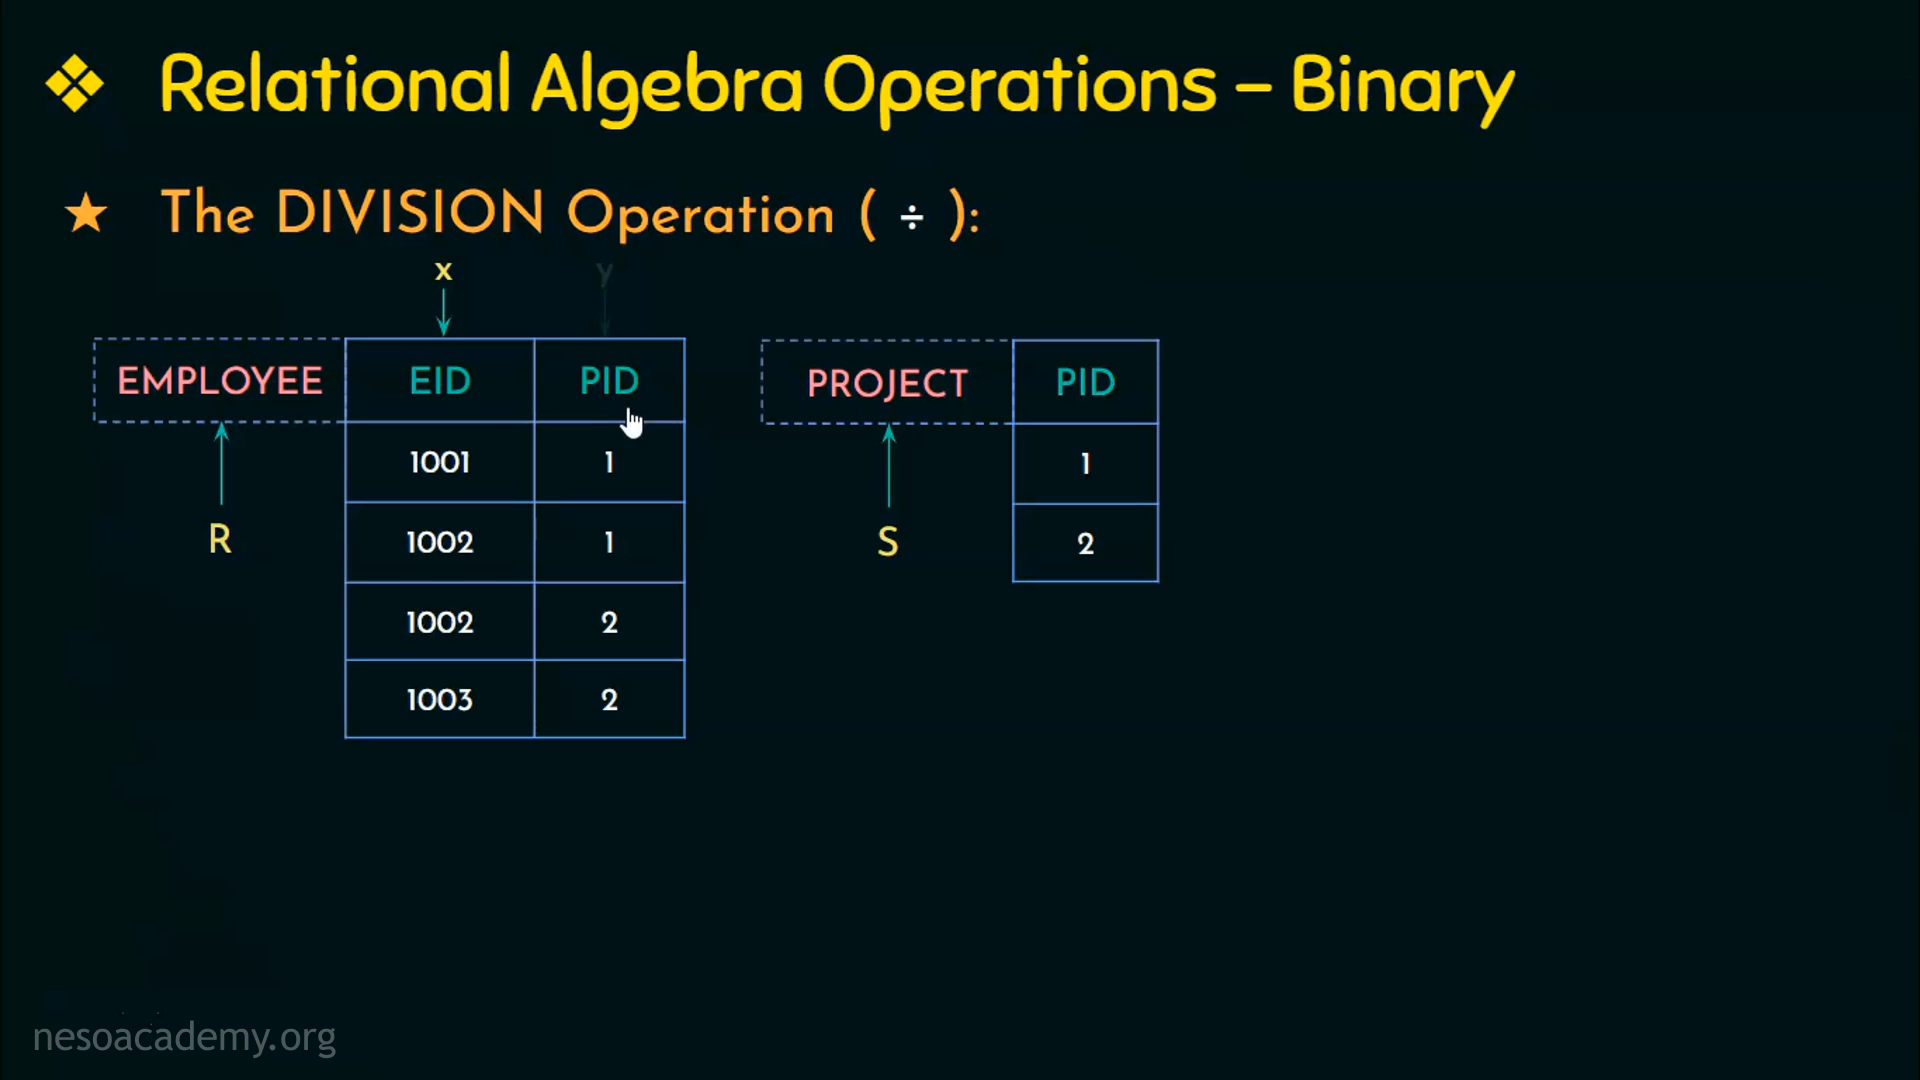 Relational Algebra Operations – Binary
The DIVISION Operation ( ÷ ):
x y
EMPLOYEE EID PID
1001 1
1002 1
1002 2
1003 2
R
PROJECT PID
1
2
S
nesoacademy.org